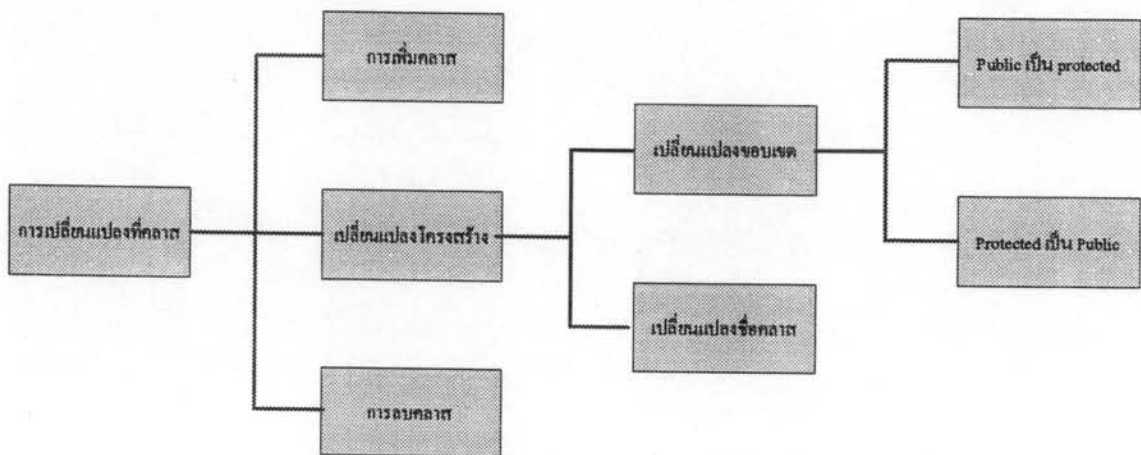 การเพิ่มคลาส
Public เป็น protected
เปลี่ยนแปลงขอบเขต
การเปลี่ยนแปลงที่คลาส
เปลี่ยนแปลงโครงสร้าง
Protected เป็น Public
เปลี่ยนแปลงชื่อคลาส
การลบคลาส